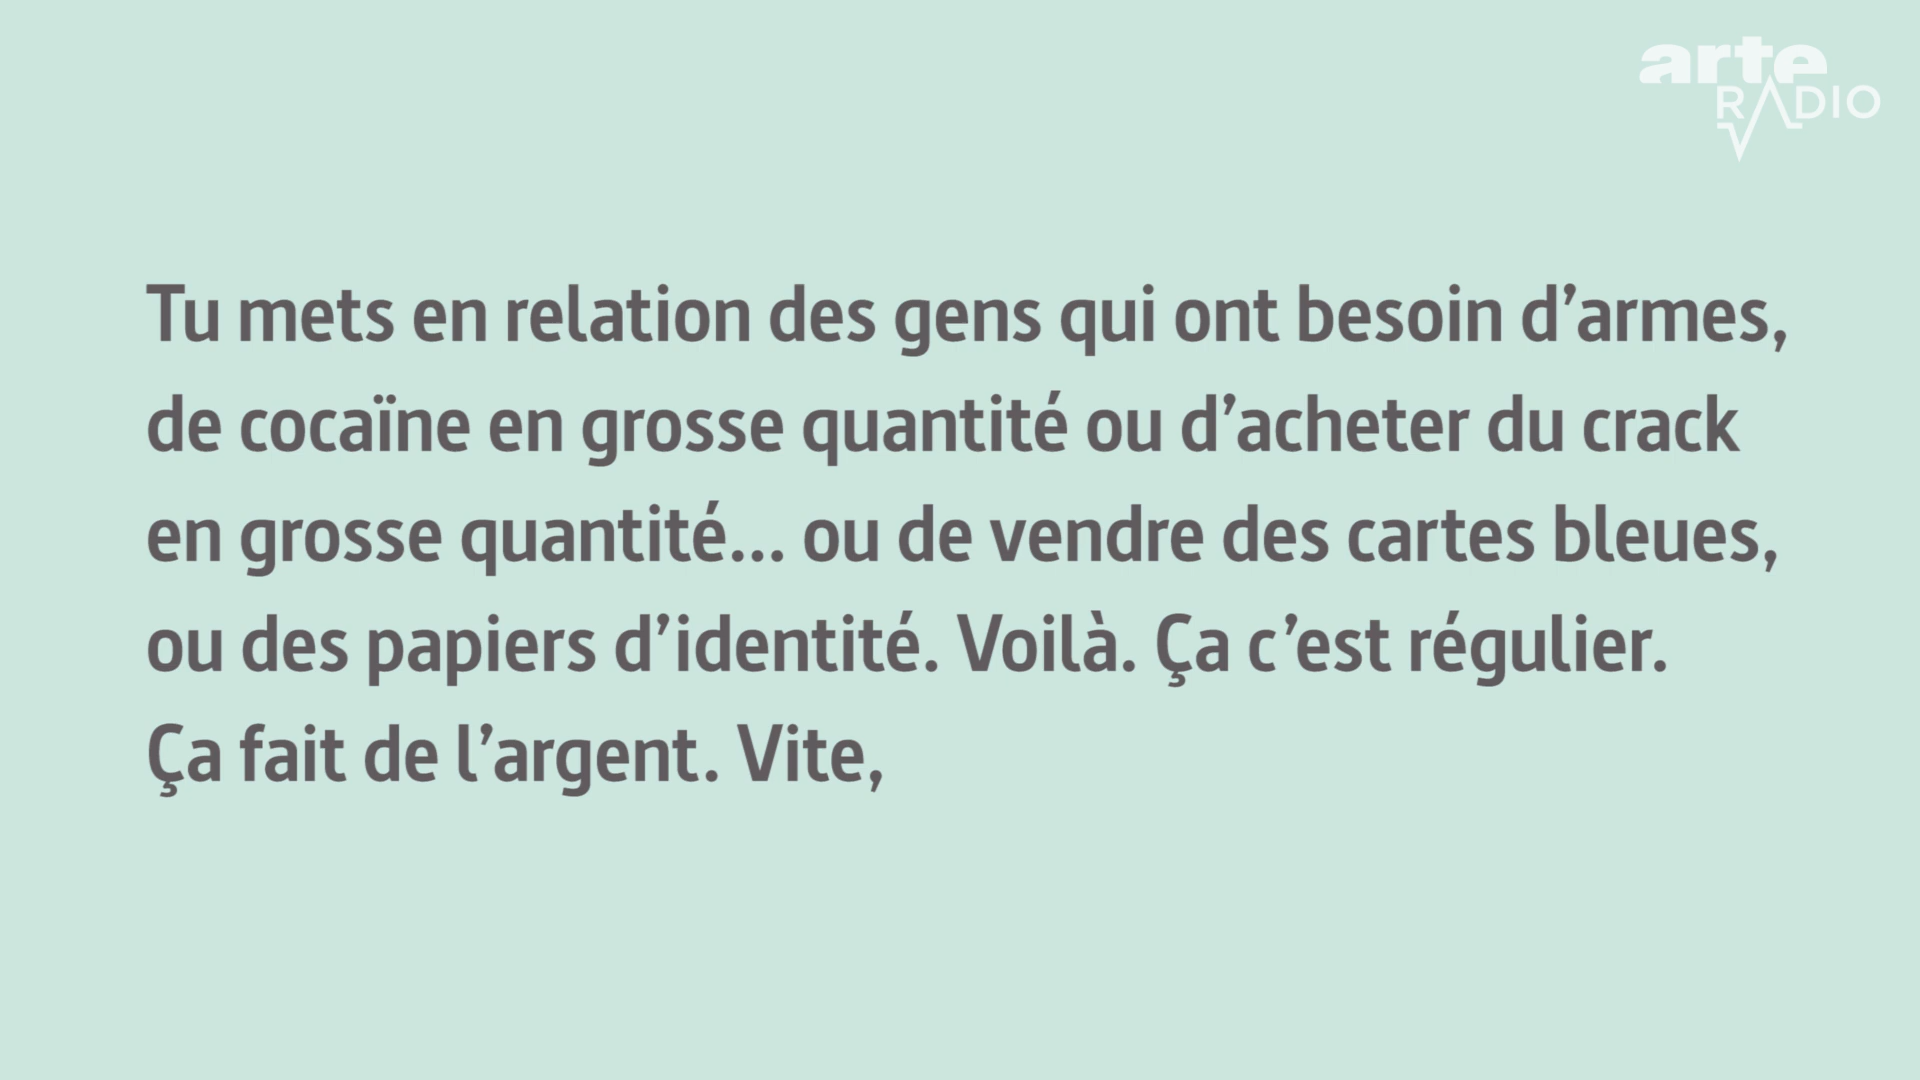 arte
RADIO
Tu mets en relation des gens qui ont besoin d’armes,
de cocaïne en grosse quantité ou d’acheter du crack
en grosse quantité... ou de vendre des cartes bleues,
ou des papiers d’identité. Voilà. Ça c’est régulier.
Ça fait de l’argent. Vite,